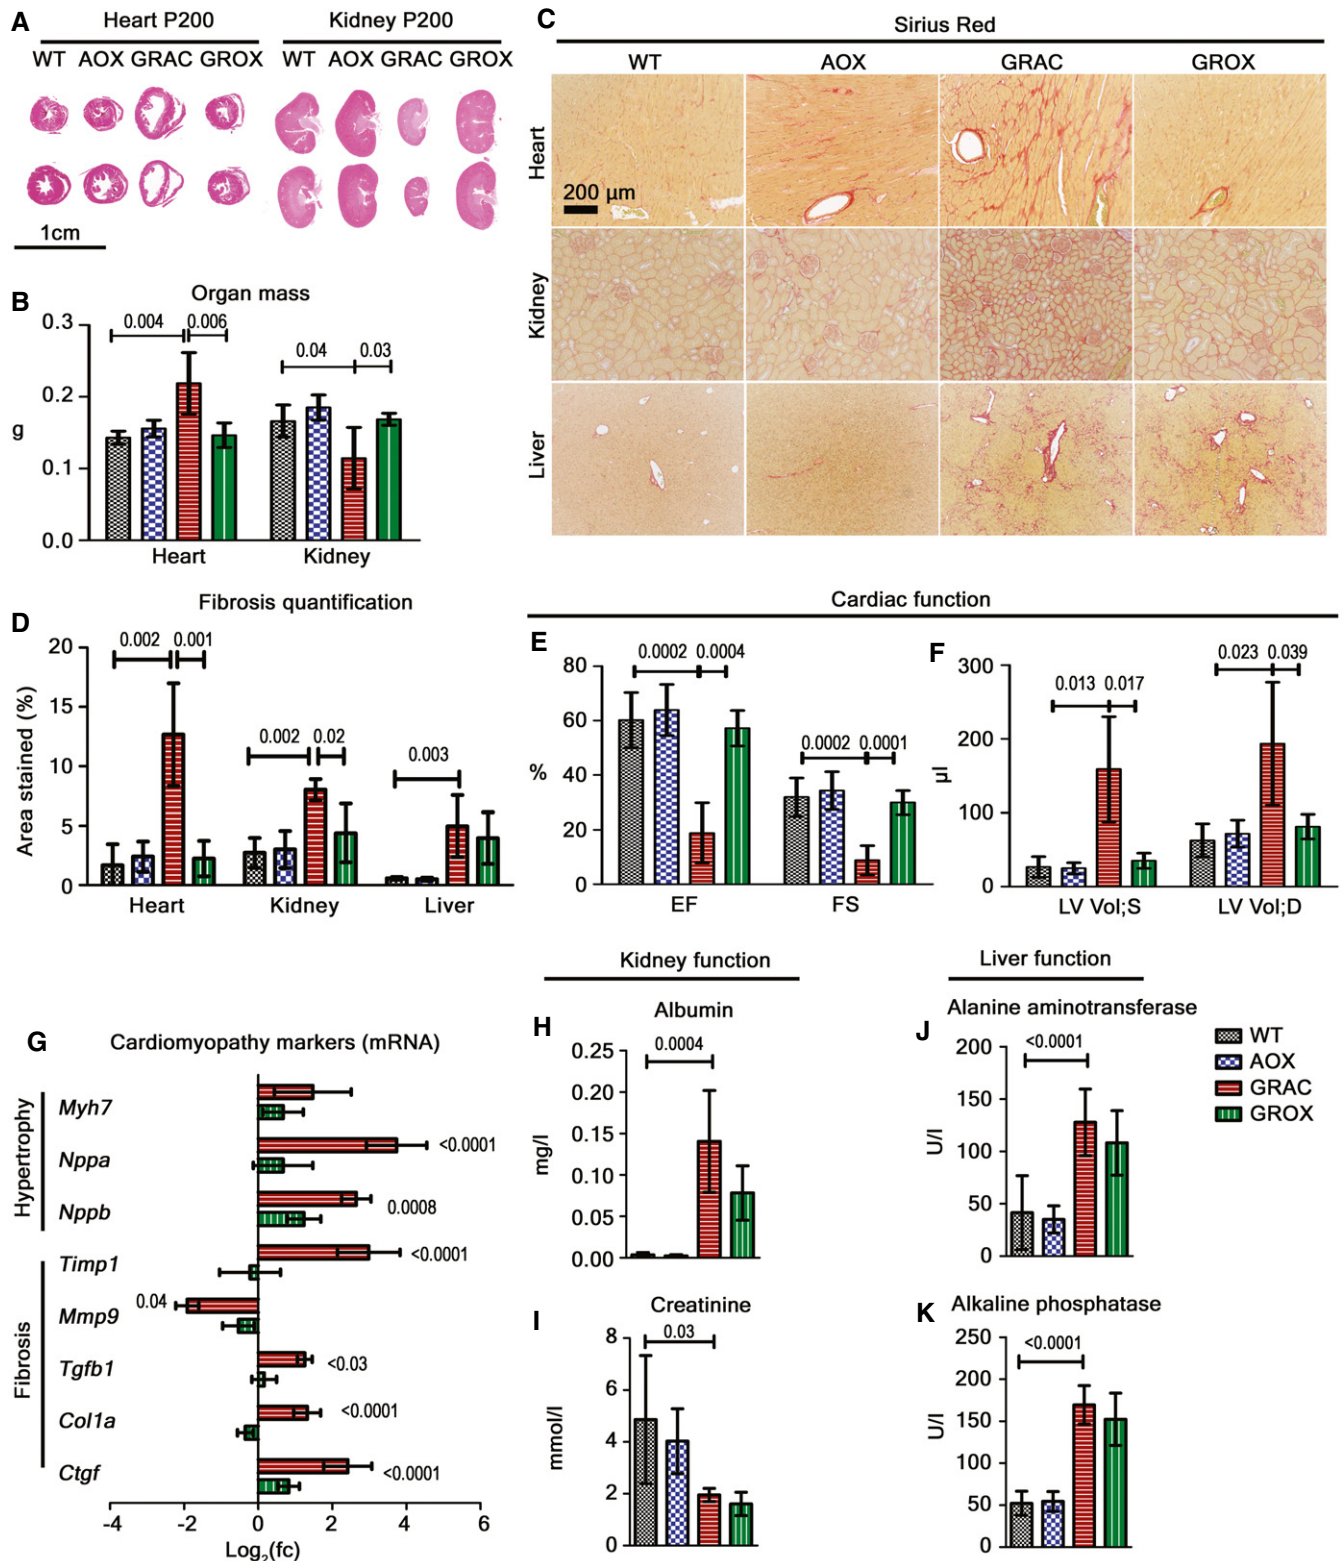 A
Heart P200
Kidney P200
WT AOX GRAC GROX
WT AOX GRAC GROX
1cm
B
Organ mass
0.004
0.006
0.04
0.03
0.3
0.2
0.1
0.0
g
Heart
Kidney
C
Sirius Red
WT
AOX
GRAC
GROX
Heart
200 µm
Kidney
Liver
D
Fibrosis quantification
0.002
0.001
0.002
0.02
0.003
20
15
10
5
0
Area stained (%)
Heart
Kidney
Liver
Cardiac function
E
0.0002
0.0004
0.0002
0.0001
80
60
40
20
0
%
EF
FS
F
0.013
0.017
0.023
0.039
300
200
100
0
µl
LV Vol;S
LV Vol;D
G
Cardiomyopathy markers (mRNA)
Hypertrophy
Myh7
Nppa
<0.0001
Nppb
0.0008
Fibrosis
Timp1
<0.0001
Mmp9
0.04
Tgfb1
<0.03
Col1a
<0.0001
Ctgf
<0.0001
-4
-2
0
2
4
6
Log2(fc)
Kidney function
H
Albumin
0.0004
0.25
0.20
0.15
0.10
0.05
0.00
mg/l
I
Creatinine
0.03
8
6
4
2
0
mmol/l
Liver function
J
Alanine aminotransferase
<0.0001
200
150
100
50
0
U/l
WT
AOX
GRAC
GROX
K
Alkaline phosphatase
<0.0001
250
200
150
100
50
0
U/l